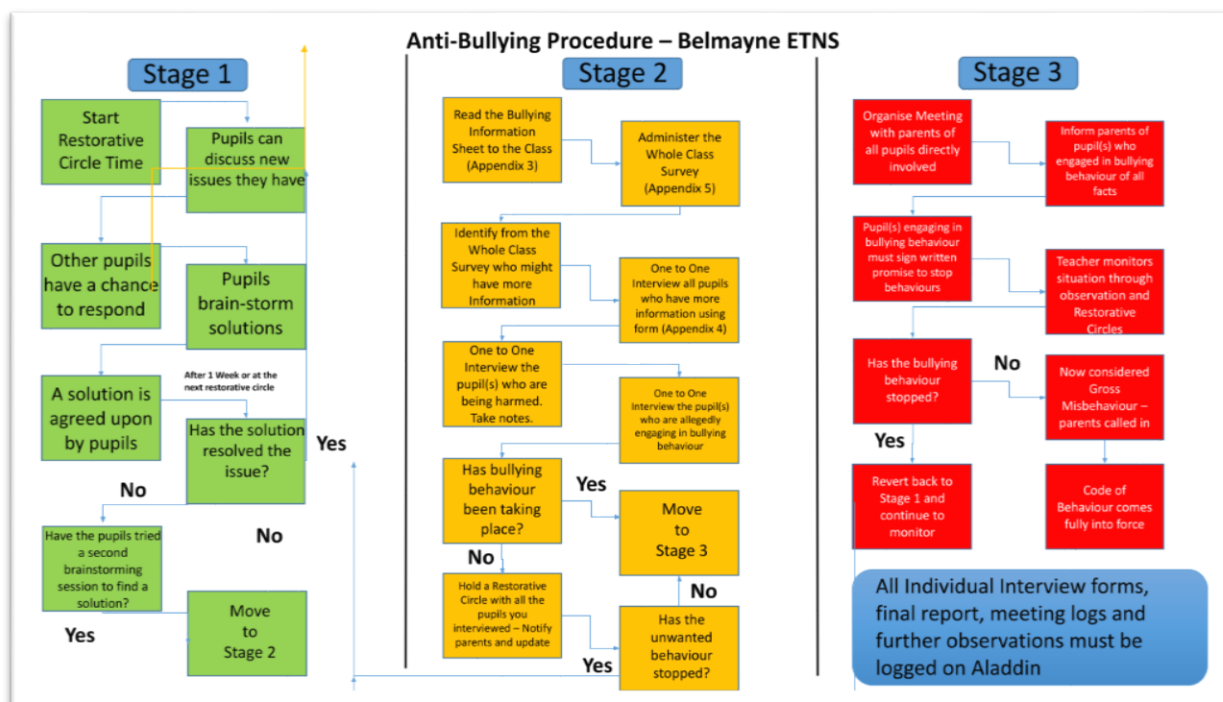 Anti-Bullying Procedure – Belmayne ETNS
Stage 1
Start
Restorative
Circle Time
Pupils can
discuss new
issues they have
Other pupils
have a chance
to respond
Pupils
brain-storm
solutions
After 1 Week or at the
next restorative circle
A solution is
agreed upon
by pupils
Has the solution
resolved the
issue?
Yes
No
No
Have the pupils tried
a second
brainstorming
session to find a
solution?
Yes
Move
to
Stage 2
Stage 2
Read the Bullying
Information
Sheet to the Class
(Appendix 3)
Administer the
Whole Class
Survey
(Appendix 5)
Identify from the
Whole Class
Survey who might
have more
Information
One to One
Interview all pupils
who have more
information using
form (Appendix 4)
One to One
Interview the
pupil(s) who are
being harmed.
Take notes.
One to One
Interview the pupil(s)
who are allegedly
engaging in bullying
behaviour
Has bullying
behaviour
been taking
place?
Yes
Move
to
Stage 3
No
No
Hold a Restorative
Circle with all the
pupils you
interviewed – Notify
parents and update
Yes
Has the
unwanted
behaviour
stopped?
Stage 3
Organise Meeting
with parents of
all pupils directly
involved
Inform parents of
pupil(s) who
engaged in bullying
behaviour of all
facts
Pupil(s) engaging in
bullying behaviour
must sign written
promise to stop
behaviours
Teacher monitors
situation through
observation and
Restorative
Circles
Has the bullying
behaviour
stopped?
No
Now considered
Gross
Misbehaviour –
parents called in
Yes
Revert back to
Stage 1 and
continue to
monitor
Code of
Behaviour comes
fully into force
All Individual Interview forms,
final report, meeting logs and
further observations must be
logged on Aladdin